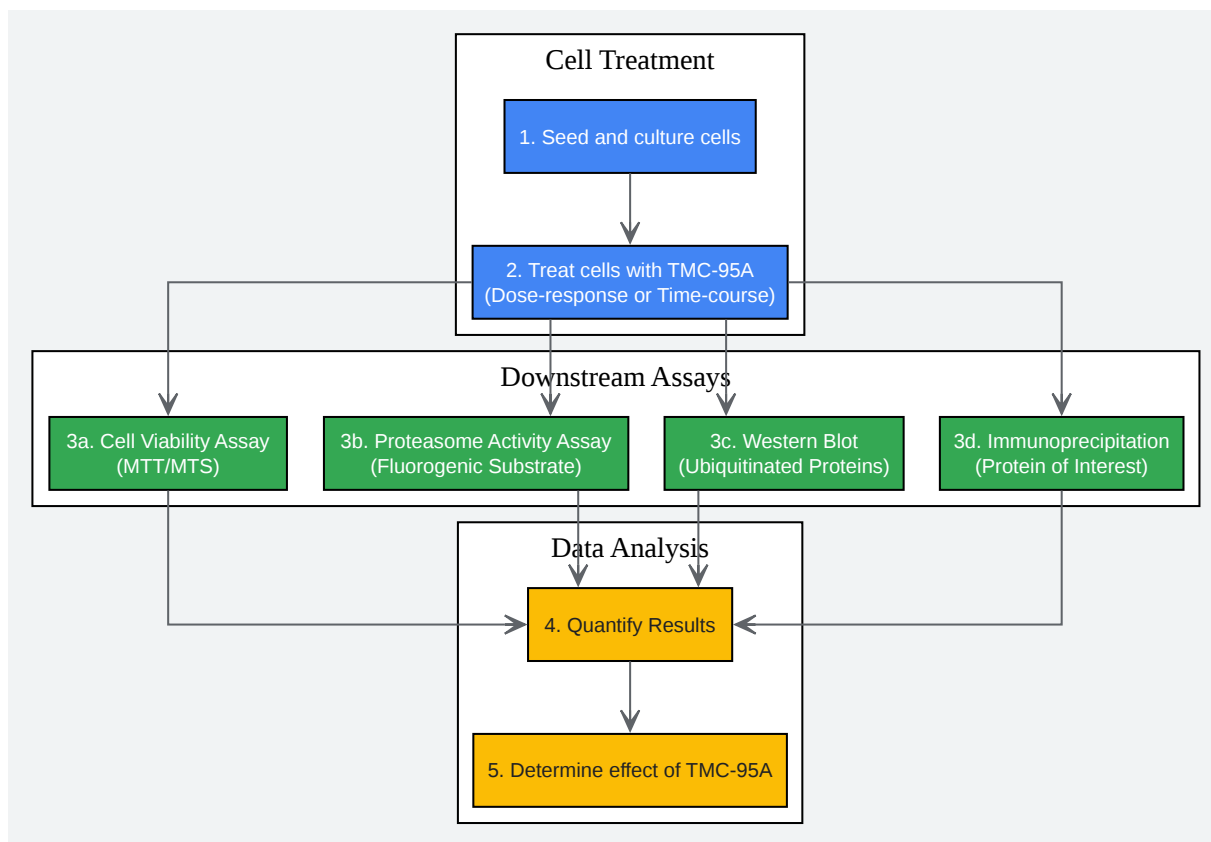 Cell Treatment
1. Seed and culture cells
2. Treat cells with TMC-95A
(Dose-response or Time-course)
Downstream Assays
3a. Cell Viability Assay
(MTT/MTS)
3b. Proteasome Activity Assay
(Fluorogenic Substrate)
3c. Western Blot
(Ubiquitinated Proteins)
3d. Immunoprecipitation
(Protein of Interest)
Data Analysis
4. Quantify Results
5. Determine effect of TMC-95A